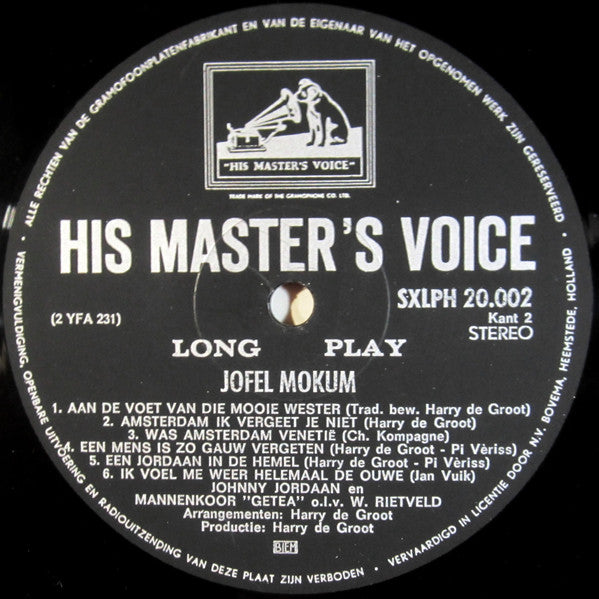 ALLE RECHTEN VAN DE GRAMOFOONPLATENFABRIKANT EN VAN DE EIGENAAR VAN HET OPGENOMEN WERK ZIJN GERESERVEERD
"HIS MASTER'S VOICE"
TRADE MARK OF THE GRAMOPHONE CO. LTD.
HIS MASTER'S VOICE
SXLPH 20.002
(2 YFA 231)
Kant 2
STEREO
LONG PLAY
JOFEL MOKUM
1. AAN DE VOET VAN DIE MOOIE WESTER (Trad. bew. Harry de Groot)
2. AMSTERDAM IK VERGEET JE NIET (Harry de Groot)
3. WAS AMSTERDAM VENETIË (Ch. Kompagne)
4. EEN MENS IS ZO GAUW VERGETEN (Harry de Groot - Pi Vèriss)
5. EEN JORDAAN IN DE HEMEL (Harry de Groot - Pi Vèriss)
6. IK VOEL ME WEER HELEMAAL DE OUWE (Jan Vuik)
JOHNNY JORDAAN en
MANNENKOOR "GETEA" o.l.v. W. RIETVELD
Arrangementen: Harry de Groot
Productie: Harry de Groot
BIEM
VERMENIGVULDIGING, OPENBARE UITVOERING EN RADIOUITZENDING VAN DEZE PLAAT ZIJN VERBODEN • VERVAARDIGD IN LICENTIE DOOR N.V. BOVEMA, HEEMSTEDE, HOLLAND